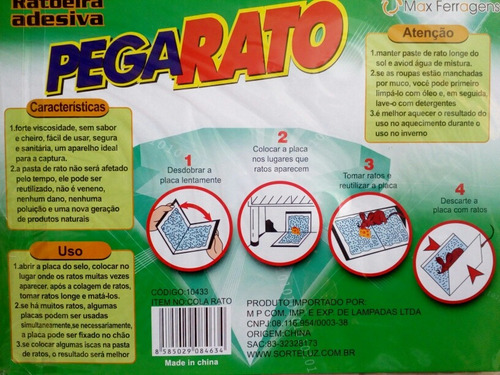 Ratoeira
adesiva
Max Ferragens
PEGARATO
Atenção
1.manter paste de rato longe do
sol e aviod água de mistura.
2.se as roupas estão manchadas
por muco, você pode primeiro
limpá-lo com óleo e, em seguida,
lave-o com detergentes
3.é melhor aquecer o resultado do
uso no aquecimento durante o
uso no inverno
Características
1.forte viscosidade, sem sabor
e cheiro, fácil de usar, segura
e sanitária, um aparelho ideal
para a captura.
2.a pasta de rato não será afetado
pelo tempo, ele pode ser
reutilizado, não é veneno,
nenhum dano, nenhuma
poluição e uma nova geração
de produtos naturais
1
Desdobrar a
placa lentamente
2
Colocar a placa
nos lugares que
ratos aparecem
3
Tomar ratos e
reutilizar a placa
4
Descarte a
placa com ratos
Uso
1.abrir a placa do selo, colocar no
lugar onde os ratos muitas vezes
aparecer, após a colagem de ratos,
tomar ratos longe e matá-los.
2.se há muitos ratos, algumas
placas podem ser usadas
simultaneamente,se necessariamente,
a placa pode ser fixado no chão
3.se colocar algumas iscas na pasta
de ratos, o resultado será melhor
CÓDIGO:10433
ITEM NO:COLA RATO
8 585029 084634
Made in china
PRODUTO IMPORTADO POR:
M P COM, IMP. E EXP. DE LAMPADAS LTDA
CNPJ:08.116.954/0003-38
ORIGEM:CHINA
SAC:83-32328173
WWW.SORTELUZ.COM.BR